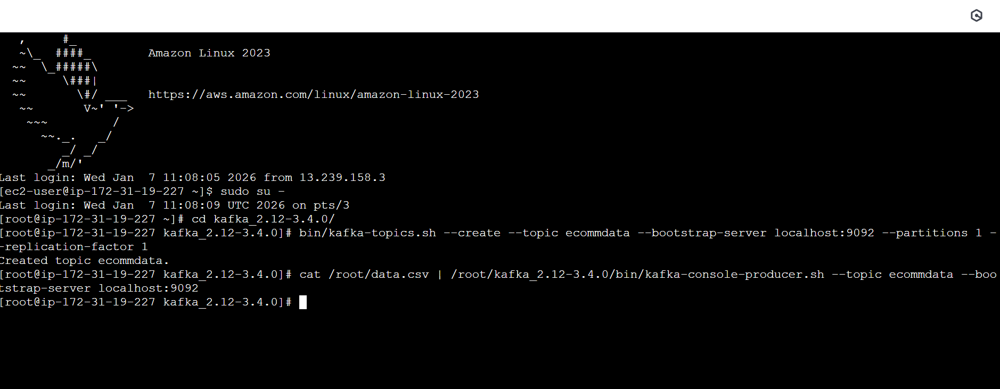 ,     #_
   ~\_  ####_        Amazon Linux 2023
  ~~  \_#####\
  ~~     \###|
  ~~       \#/ ___   https://aws.amazon.com/linux/amazon-linux-2023
   ~~       V~' '->
    ~~~         /
      ~~._.   _/
         _/ _/
       _/m/'
Last login: Wed Jan  7 11:08:05 2026 from 13.239.158.3
[ec2-user@ip-172-31-19-227 ~]$ sudo su -
Last login: Wed Jan  7 11:08:09 UTC 2026 on pts/3
[root@ip-172-31-19-227 ~]# cd kafka_2.12-3.4.0/
[root@ip-172-31-19-227 kafka_2.12-3.4.0]# bin/kafka-topics.sh --create --topic ecommdata --bootstrap-server localhost:9092 --partitions 1 -
-replication-factor 1
Created topic ecommdata.
[root@ip-172-31-19-227 kafka_2.12-3.4.0]# cat /root/data.csv | /root/kafka_2.12-3.4.0/bin/kafka-console-producer.sh --topic ecommdata --boo
tstrap-server localhost:9092
[root@ip-172-31-19-227 kafka_2.12-3.4.0]#